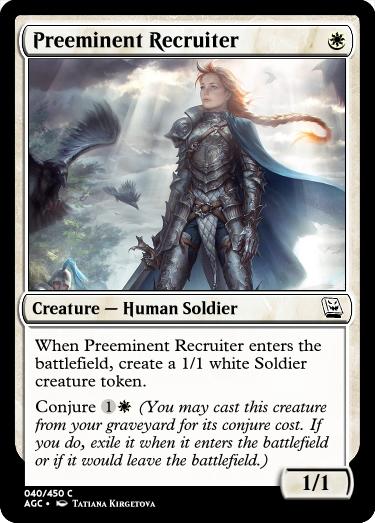 Preeminent Recruiter
Creature — Human Soldier
When Preeminent Recruiter enters the
battlefield, create a 1/1 white Soldier
creature token.
Conjure 1 (You may cast this creature
from your graveyard for its conjure cost. If
you do, exile it when it enters the battlefield
or if it would leave the battlefield.)
1/1
040/450 C
AGC • Tatiana Kirgetova